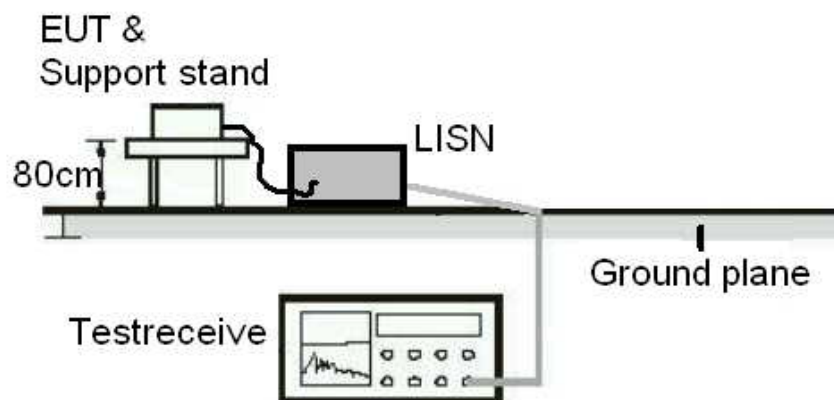 EUT &
Support stand
LISN
80cm
Ground plane
Testreceive